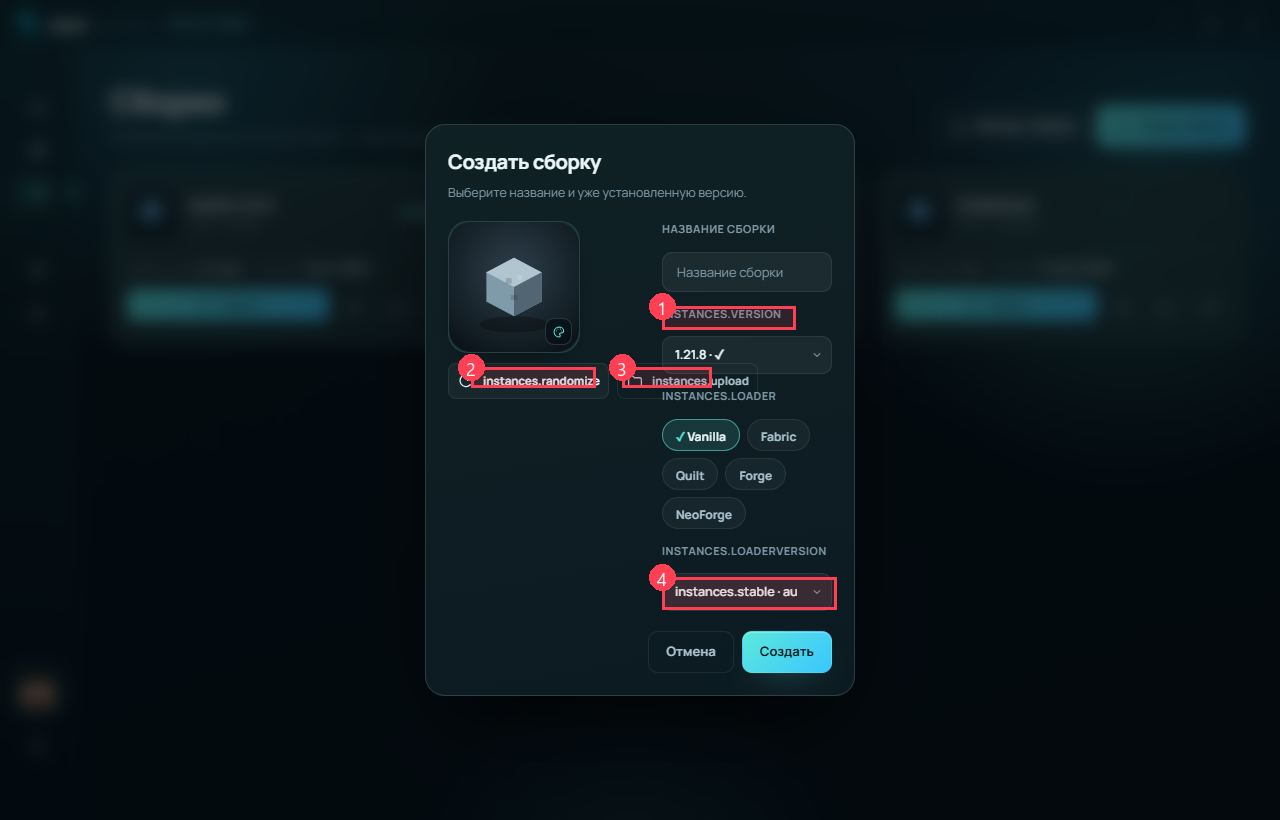 Создать сборку
Выберите название и уже установленную версию.
НАЗВАНИЕ СБОРКИ
Название сборки
1
NSTANCES.VERSION
1.21.8 · ✓
2
instances.randomize
3
instances.upload
INSTANCES.LOADER
✓ Vanilla
Fabric
Quilt
Forge
NeoForge
INSTANCES.LOADERVERSION
4
instances.stable · au
Отмена
Создать